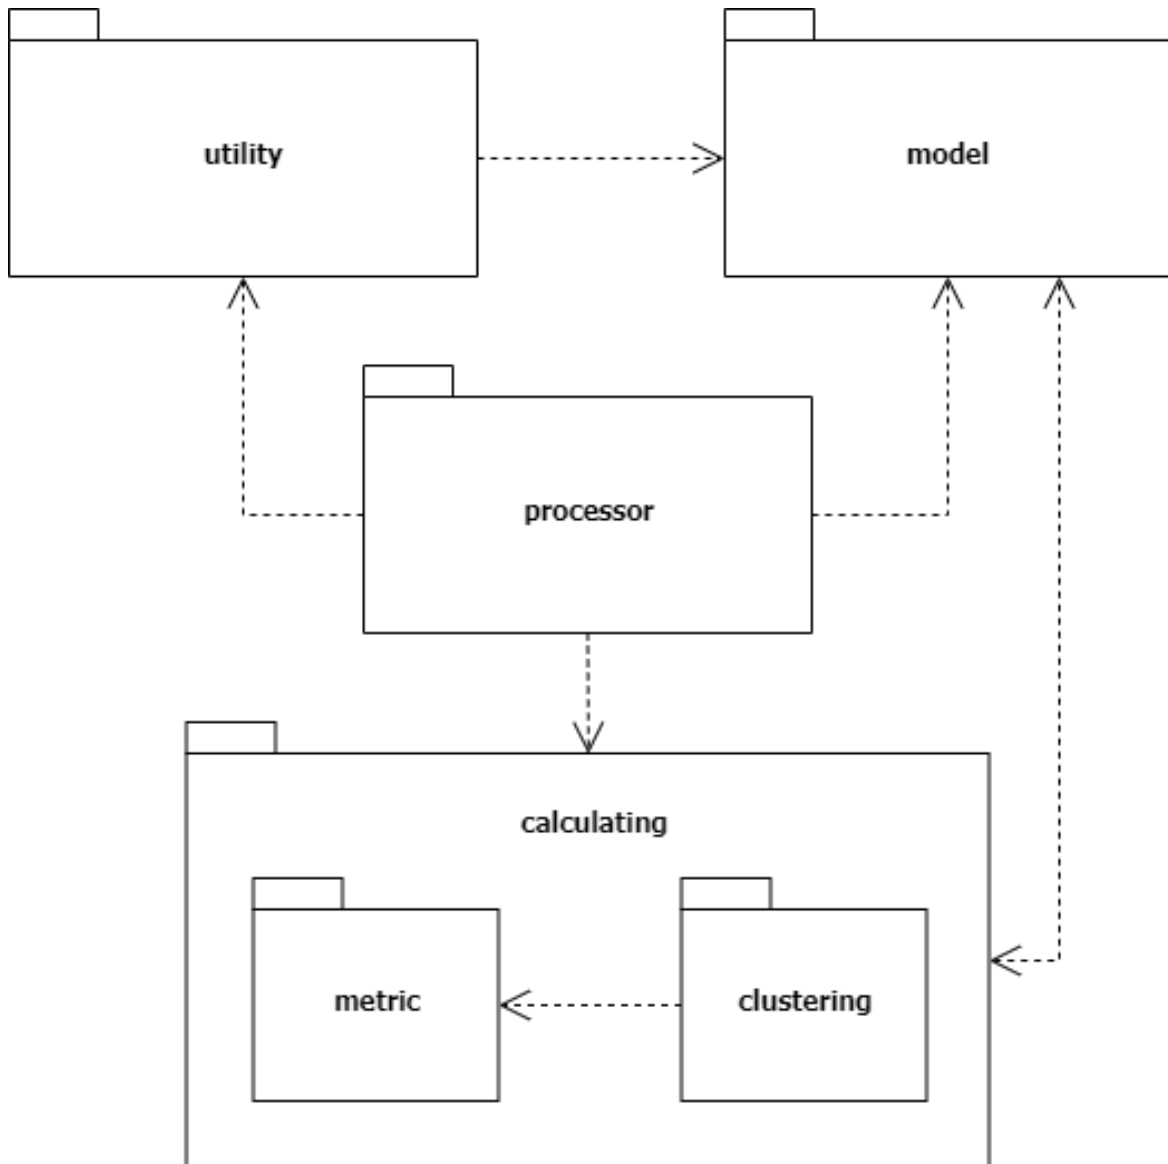 utility
model
processor
calculating
metric
clustering